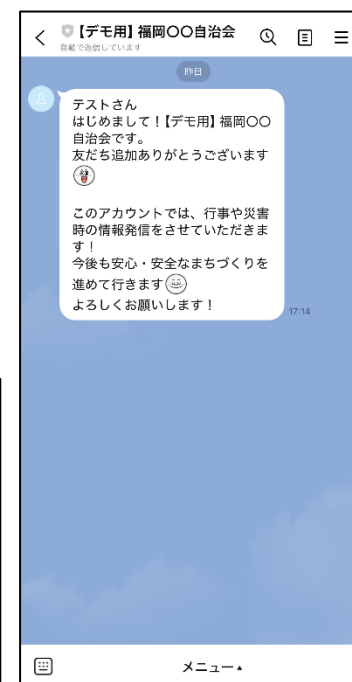 【デモ用】福岡〇〇自治会
自動で返信しています
昨日
テストさん
はじめまして！【デモ用】福岡〇〇
自治会です。
友だち追加ありがとうございます
このアカウントでは、行事や災害
時の情報発信をさせていただきま
す！
今後も安心・安全なまちづくりを
進めて行きます
よろしくお願いします！
17:14
メニュー▲